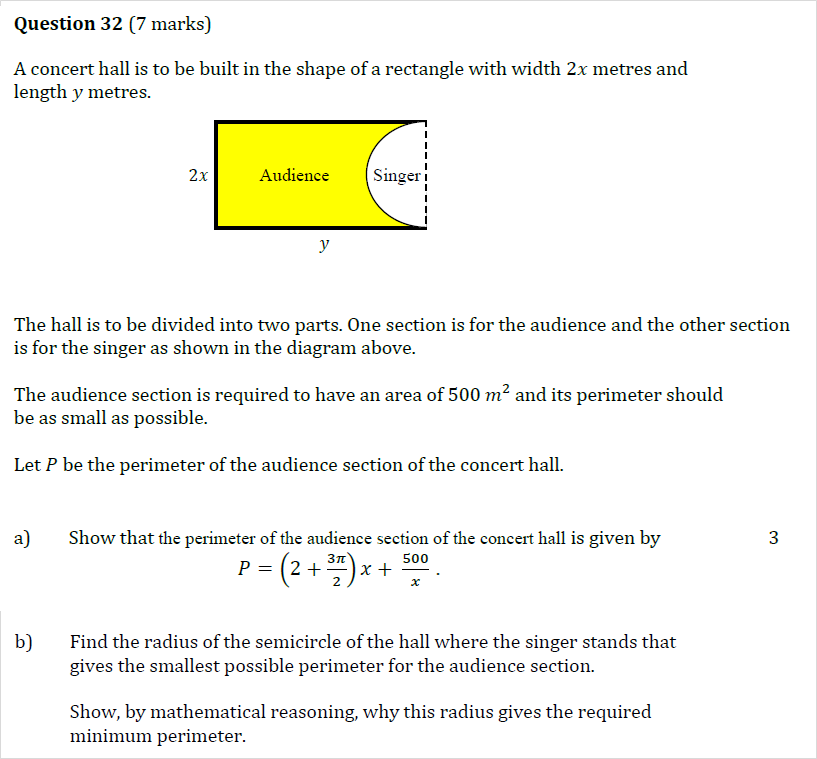 Question 32 (7 marks)
A concert hall is to be built in the shape of a rectangle with width 2x metres and
length y metres.
2x Audience Singer
y
The hall is to be divided into two parts. One section is for the audience and the other section
is for the singer as shown in the diagram above.
The audience section is required to have an area of 500 m² and its perimeter should
be as small as possible.
Let P be the perimeter of the audience section of the concert hall.
a) Show that the perimeter of the audience section of the concert hall is given by 3
P = (2 + 3π/2) x + 500/x .
b) Find the radius of the semicircle of the hall where the singer stands that
gives the smallest possible perimeter for the audience section.
Show, by mathematical reasoning, why this radius gives the required
minimum perimeter.